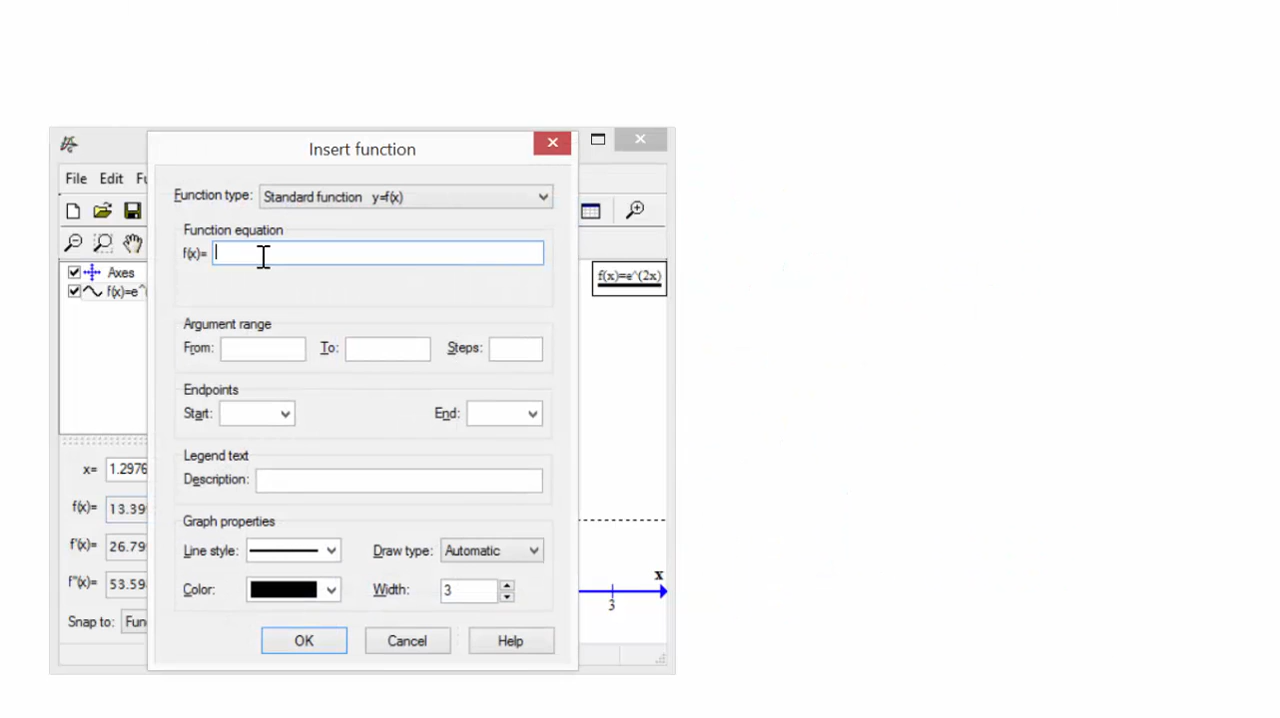 Insert function
File Edit Fu
Function type: Standard function y=f(x)
Function equation
f(x)=
Axes
f(x)=e^(
f(x)=e^(2x)
Argument range
From: To: Steps:
Endpoints
Start: End:
Legend text
x= 1.2976
Description:
f(x)= 13.39
Graph properties
f'(x)= 26.79
Line style: Draw type: Automatic
x
f''(x)= 53.59
Color: Width: 3
3
Snap to: Fun
OK Cancel Help